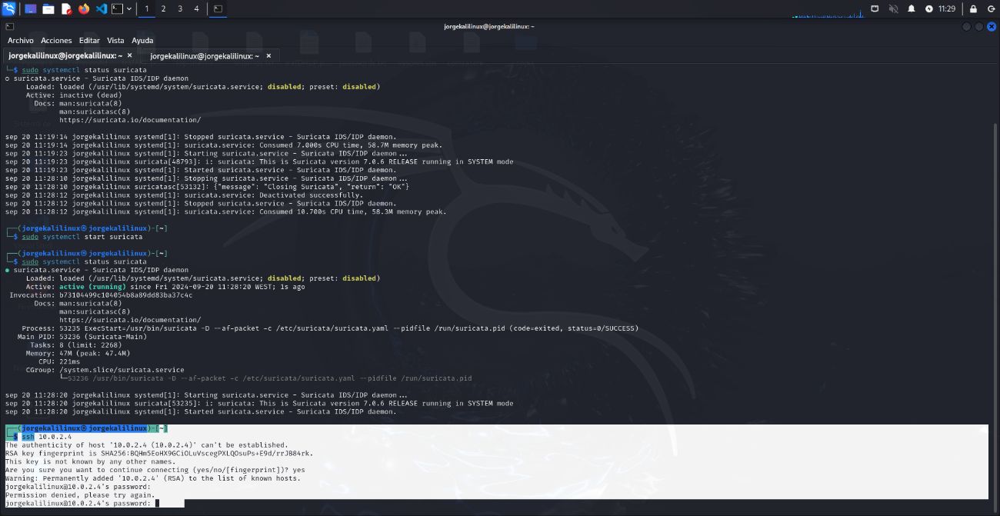 1 2 3 4 11:29
jorgekalilinux@jorgekalilinux: ~
Archivo Acciones Editar Vista Ayuda
jorgekalilinux@jorgekalilinux: ~ × jorgekalilinux@jorgekalilinux: ~ ×
└─$ sudo systemctl status suricata
○ suricata.service - Suricata IDS/IDP daemon
Loaded: loaded (/usr/lib/systemd/system/suricata.service; disabled; preset: disabled)
Active: inactive (dead)
Docs: man:suricata(8)
man:suricatasc(8)
https://suricata.io/documentation/
sep 20 11:19:14 jorgekalilinux systemd[1]: Stopped suricata.service - Suricata IDS/IDP daemon.
sep 20 11:19:14 jorgekalilinux systemd[1]: suricata.service: Consumed 7.000s CPU time, 58.7M memory peak.
sep 20 11:19:23 jorgekalilinux systemd[1]: Starting suricata.service - Suricata IDS/IDP daemon...
sep 20 11:19:23 jorgekalilinux suricata[48793]: i: suricata: This is Suricata version 7.0.6 RELEASE running in SYSTEM mode
sep 20 11:19:23 jorgekalilinux systemd[1]: Started suricata.service - Suricata IDS/IDP daemon.
sep 20 11:28:10 jorgekalilinux systemd[1]: Stopping suricata.service - Suricata IDS/IDP daemon...
sep 20 11:28:10 jorgekalilinux suricatasc[53132]: {"message": "Closing Suricata", "return": "OK"}
sep 20 11:28:12 jorgekalilinux systemd[1]: suricata.service: Deactivated successfully.
sep 20 11:28:12 jorgekalilinux systemd[1]: Stopped suricata.service - Suricata IDS/IDP daemon.
sep 20 11:28:12 jorgekalilinux systemd[1]: suricata.service: Consumed 10.700s CPU time, 58.3M memory peak.
┌──(jorgekalilinux㉿jorgekalilinux)-[~]
└─$ sudo systemctl start suricata
┌──(jorgekalilinux㉿jorgekalilinux)-[~]
└─$ sudo systemctl status suricata
● suricata.service - Suricata IDS/IDP daemon
Loaded: loaded (/usr/lib/systemd/system/suricata.service; disabled; preset: disabled)
Active: active (running) since Fri 2024-09-20 11:28:20 WEST; 1s ago
Invocation: b73104499c104054b8a89dd83ba37c4c
Docs: man:suricata(8)
man:suricatasc(8)
https://suricata.io/documentation/
Process: 53235 ExecStart=/usr/bin/suricata -D --af-packet -c /etc/suricata/suricata.yaml --pidfile /run/suricata.pid (code=exited, status=0/SUCCESS)
Main PID: 53236 (Suricata-Main)
Tasks: 8 (limit: 2268)
Memory: 47M (peak: 47.4M)
CPU: 221ms
CGroup: /system.slice/suricata.service
└─53236 /usr/bin/suricata -D --af-packet -c /etc/suricata/suricata.yaml --pidfile /run/suricata.pid
sep 20 11:28:20 jorgekalilinux systemd[1]: Starting suricata.service - Suricata IDS/IDP daemon...
sep 20 11:28:20 jorgekalilinux suricata[53235]: i: suricata: This is Suricata version 7.0.6 RELEASE running in SYSTEM mode
sep 20 11:28:20 jorgekalilinux systemd[1]: Started suricata.service - Suricata IDS/IDP daemon.
┌──(jorgekalilinux㉿jorgekalilinux)-[~]
└─$ ssh 10.0.2.4
The authenticity of host '10.0.2.4 (10.0.2.4)' can't be established.
RSA key fingerprint is SHA256:BQHm5EoHX9GCiOLuVscegPXLQOsuPs+E9d/rrJB84rk.
This key is not known by any other names.
Are you sure you want to continue connecting (yes/no/[fingerprint])? yes
Warning: Permanently added '10.0.2.4' (RSA) to the list of known hosts.
jorgekalilinux@10.0.2.4's password:
Permission denied, please try again.
jorgekalilinux@10.0.2.4's password: